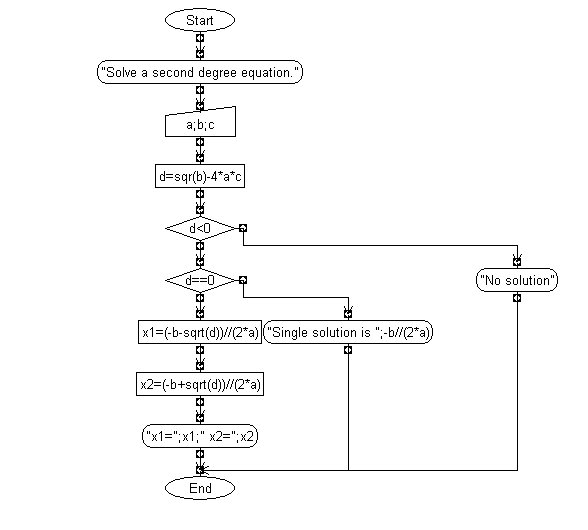 Start
"Solve a second degree equation."
a;b;c
d=sqr(b)-4*a*c
d<0
"No solution"
d==0
x1=(-b-sqrt(d))//(2*a)
"Single solution is ";-b//(2*a)
x2=(-b+sqrt(d))//(2*a)
"x1=";x1;" x2=";x2
End